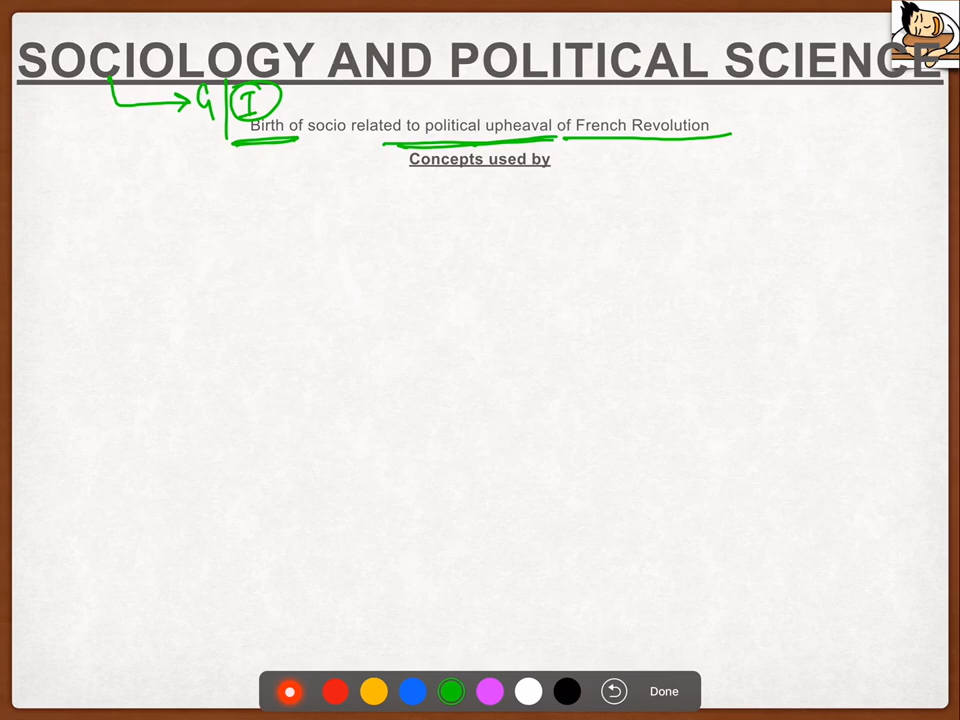 SOCIOLOGY AND POLITICAL SCIENCE
G I
Birth of socio related to political upheaval of French Revolution
Concepts used by
Done